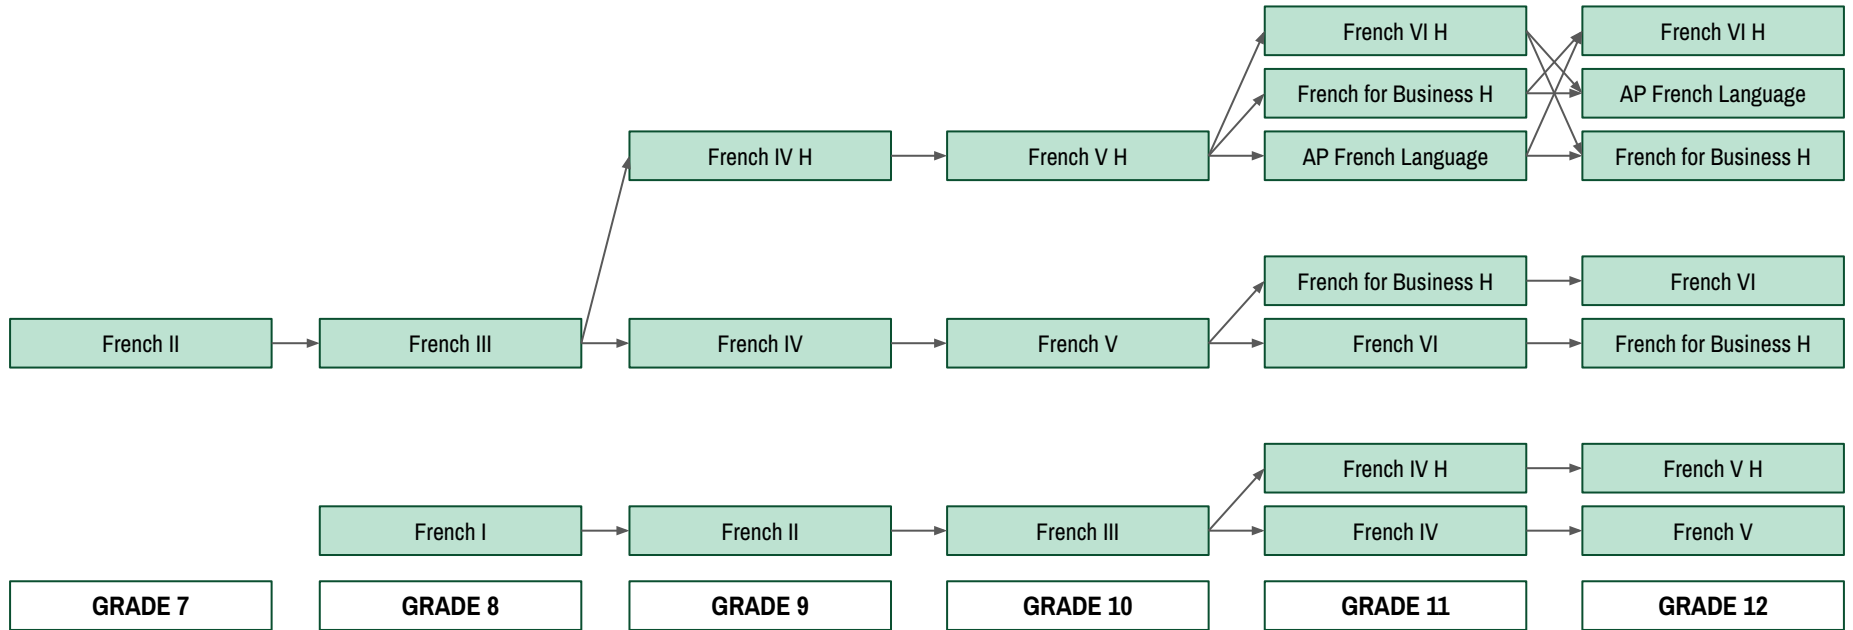 French VI H
French VI H
French for Business H
AP French Language
French IV H
French V H
AP French Language
French for Business H
French for Business H
French VI
French II
French III
French IV
French V
French VI
French for Business H
French IV H
French V H
French I
French II
French III
French IV
French V
GRADE 7
GRADE 8
GRADE 9
GRADE 10
GRADE 11
GRADE 12